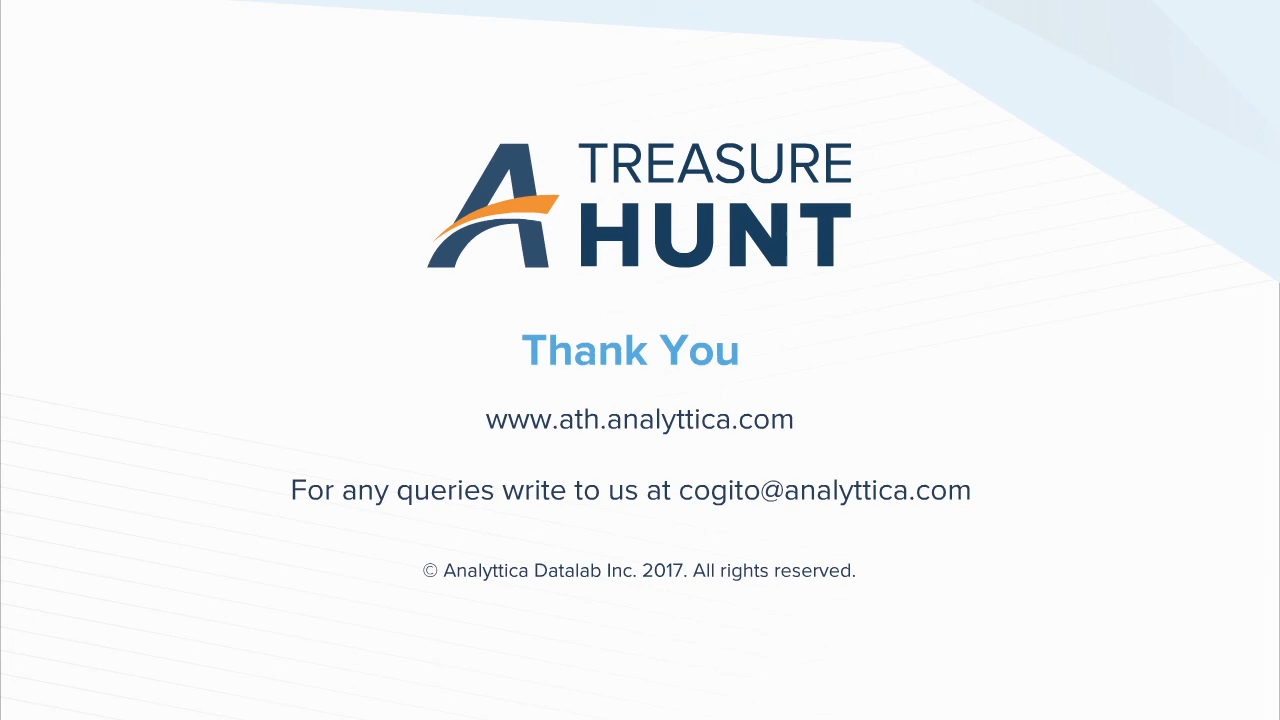 A TREASURE
HUNT
Thank You
www.ath.analyttica.com
For any queries write to us at cogito@analyttica.com
© Analyttica Datalab Inc. 2017. All rights reserved.